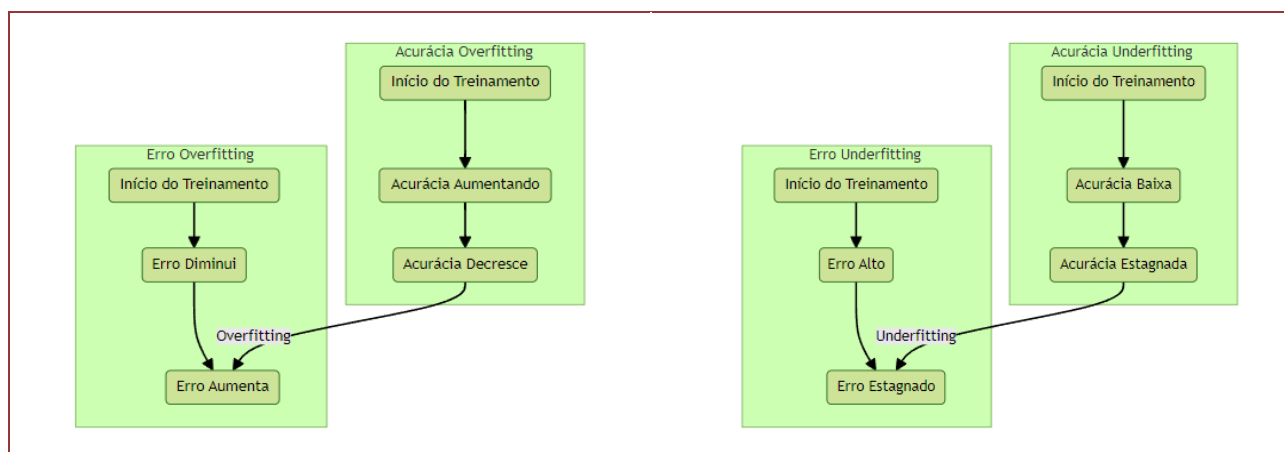 Acurácia Overfitting
Início do Treinamento
Acurácia Aumentando
Acurácia Decresce
Erro Overfitting
Início do Treinamento
Erro Diminui
Overfitting
Erro Aumenta
Acurácia Underfitting
Início do Treinamento
Acurácia Baixa
Acurácia Estagnada
Erro Underfitting
Início do Treinamento
Erro Alto
Underfitting
Erro Estagnado